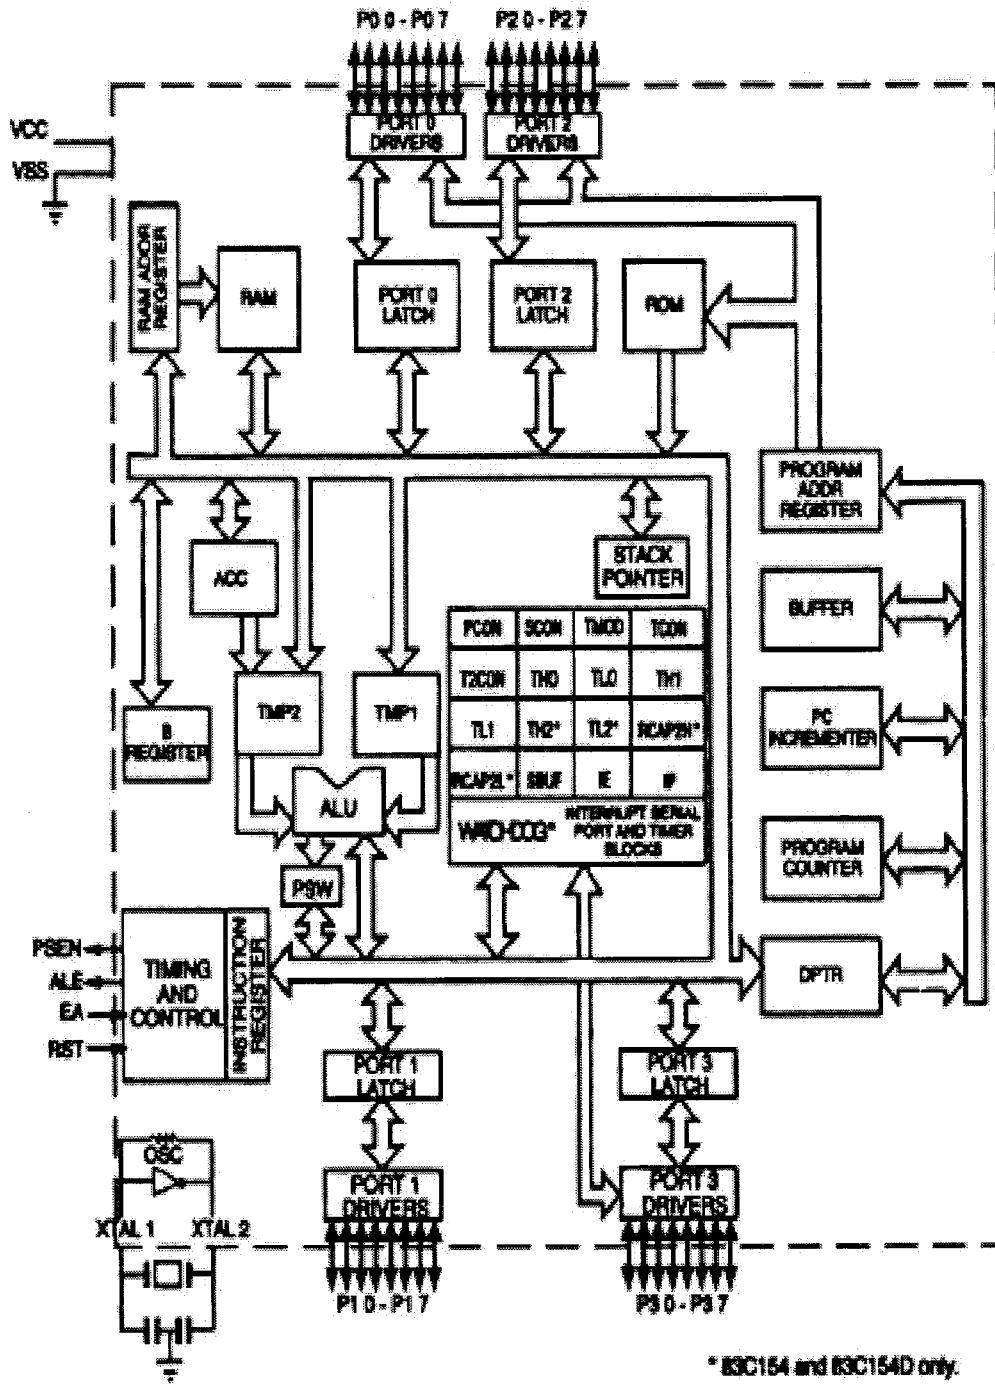 P0 0 - P0 7
P2 0 - P2 7
VCC
VSS
PORT 0
DRIVERS
PORT 2
DRIVERS
RAM ADDR
REGISTER
RAM
PORT 0
LATCH
PORT 2
LATCH
ROM
PROGRAM
ADDR
REGISTER
ACC
STACK
POINTER
BUFFER
PCON SCON TMOD TCON
T2CON TH0 TL0 TH1
TL1 TH2* TL2* RCAP2H*
RCAP2L* SBUF IE IP
WATCH-DOG*
INTERRUPT SERIAL
PORT AND TIMER
BLOCKS
B
REGISTER
TMP2
TMP1
PC
INCREMENTER
ALU
PSW
PROGRAM
COUNTER
PSEN
ALE
EA
RST
TIMING
AND
CONTROL
INSTRUCTION
REGISTER
DPTR
PORT 1
LATCH
PORT 3
LATCH
OSC
XTAL 1
XTAL 2
PORT 1
DRIVERS
PORT 3
DRIVERS
P1 0 - P1 7
P3 0 - P3 7
* 83C154 and 83C154D only.